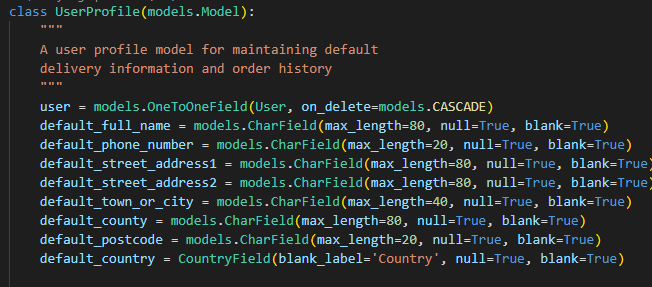 class UserProfile(models.Model):
    """
    A user profile model for maintaining default
    delivery information and order history
    """
    user = models.OneToOneField(User, on_delete=models.CASCADE)
    default_full_name = models.CharField(max_length=80, null=True, blank=True)
    default_phone_number = models.CharField(max_length=20, null=True, blank=True)
    default_street_address1 = models.CharField(max_length=80, null=True, blank=True)
    default_street_address2 = models.CharField(max_length=80, null=True, blank=True)
    default_town_or_city = models.CharField(max_length=40, null=True, blank=True)
    default_county = models.CharField(max_length=80, null=True, blank=True)
    default_postcode = models.CharField(max_length=20, null=True, blank=True)
    default_country = CountryField(blank_label='Country', null=True, blank=True)